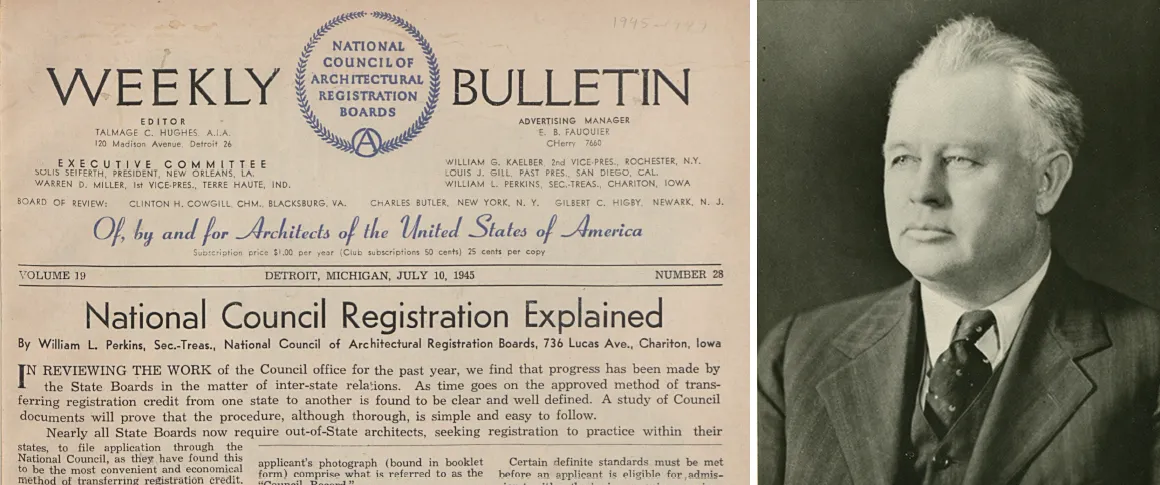 1945-1949
NATIONAL
COUNCIL OF
ARCHITECTURAL
REGISTRATION
BOARDS
A
WEEKLY BULLETIN
EDITOR
TALMAGE C. HUGHES, A.I.A.
120 Madison Avenue, Detroit 26
ADVERTISING MANAGER
E. B. FAUQUIER
CHerry 7660
EXECUTIVE COMMITTEE
SOLIS SEIFERTH, PRESIDENT, NEW ORLEANS, LA.
WARREN D. MILLER, 1st VICE-PRES., TERRE HAUTE, IND.
WILLIAM G. KAELBER, 2nd VICE-PRES., ROCHESTER, N.Y.
LOUIS J. GILL, PAST PRES., SAN DIEGO, CAL.
WILLIAM L. PERKINS, SEC.-TREAS., CHARITON, IOWA
BOARD OF REVIEW: CLINTON H. COWGILL, CHM., BLACKSBURG, VA. CHARLES BUTLER, NEW YORK, N. Y. GILBERT C. HIGBY, NEWARK, N. J.
Of, by and for Architects of the United States of America
Subscription price $1.00 per year (Club subscriptions 50 cents) 25 cents per copy
VOLUME 19 DETROIT, MICHIGAN, JULY 10, 1945 NUMBER 28
National Council Registration Explained
By William L. Perkins, Sec.-Treas., National Council of Architectural Registration Boards, 736 Lucas Ave., Chariton, Iowa
IN REVIEWING THE WORK of the Council office for the past year, we find that progress has been made by
the State Boards in the matter of inter-state relations. As time goes on the approved method of trans-
ferring registration credit from one state to another is found to be clear and well defined. A study of Council
documents will prove that the procedure, although thorough, is simple and easy to follow.
Nearly all State Boards now require out-of-State architects, seeking registration to practice within their
states, to file application through the
National Council, as they have found this
to be the most convenient and economical
method of transferring registration credit.
applicant's photograph (bound in booklet
form) comprise what is referred to as the
"Council Record."
Certain definite standards must be met
before an applicant is eligible for admis-